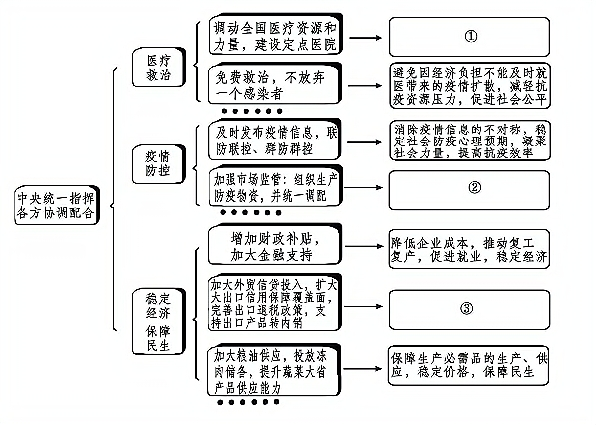 调动全国医疗资源和
力量，建设定点医院
①
医疗
救治
免费救治，不放弃
一个感染者
避免因经济负担不能及时就
医带来的疫情扩散，减轻抗
疫资源压力，促进社会公平
••••••
及时发布疫情信息，联
防联控、群防群控
消除疫情信息的不对称，稳
定社会防疫心理预期，凝聚
社会力量，提高抗疫效率
疫情
防控
加强市场监管：组织生产
防疫物资，并统一调配
②
••••••
中央统一指挥
各方协调配合
增加财政补贴，
加大金融支持
降低企业成本，推动复工
复产，促进就业，稳定经济
稳定
经济
保障
民生
加大外贸信贷投入，扩大
大出口信用保障覆盖面，
完善出口退税政策，支
持出口产品转内销
③
加大粮油供应，投放冻
肉储备，提升蔬菜大省
产品供应能力
保障生产必需品的生产、供
应，稳定价格，保障民生
••••••